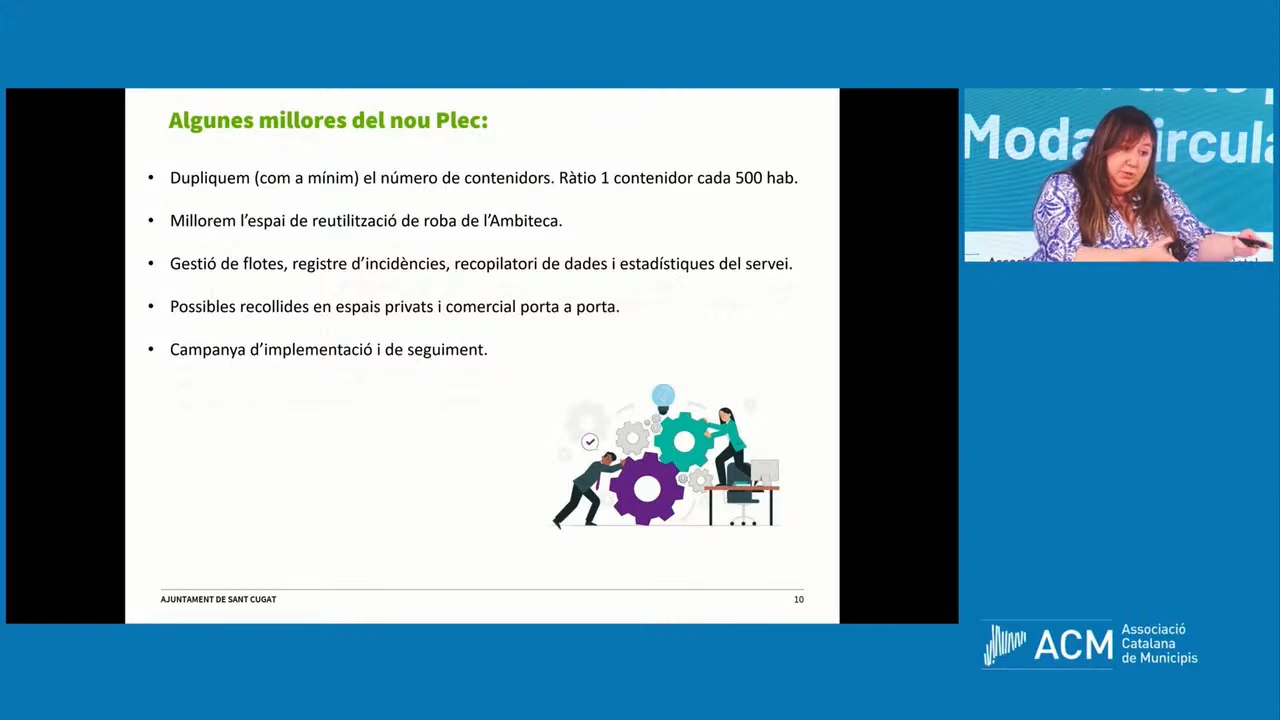 Algunes millores del nou Plec:
• Dupliquem (com a mínim) el número de contenidors. Ràtio 1 contenidor cada 500 hab.
• Millorem l’espai de reutilització de roba de l’Ambiteca.
• Gestió de flotes, registre d’incidències, recopilatori de dades i estadístiques del servei.
• Possibles recollides en espais privats i comercial porta a porta.
• Campanya d’implementació i de seguiment.
AJUNTAMENT DE SANT CUGAT
10
Moda
ircula
ACM
Associació
Catalana
de Municipis